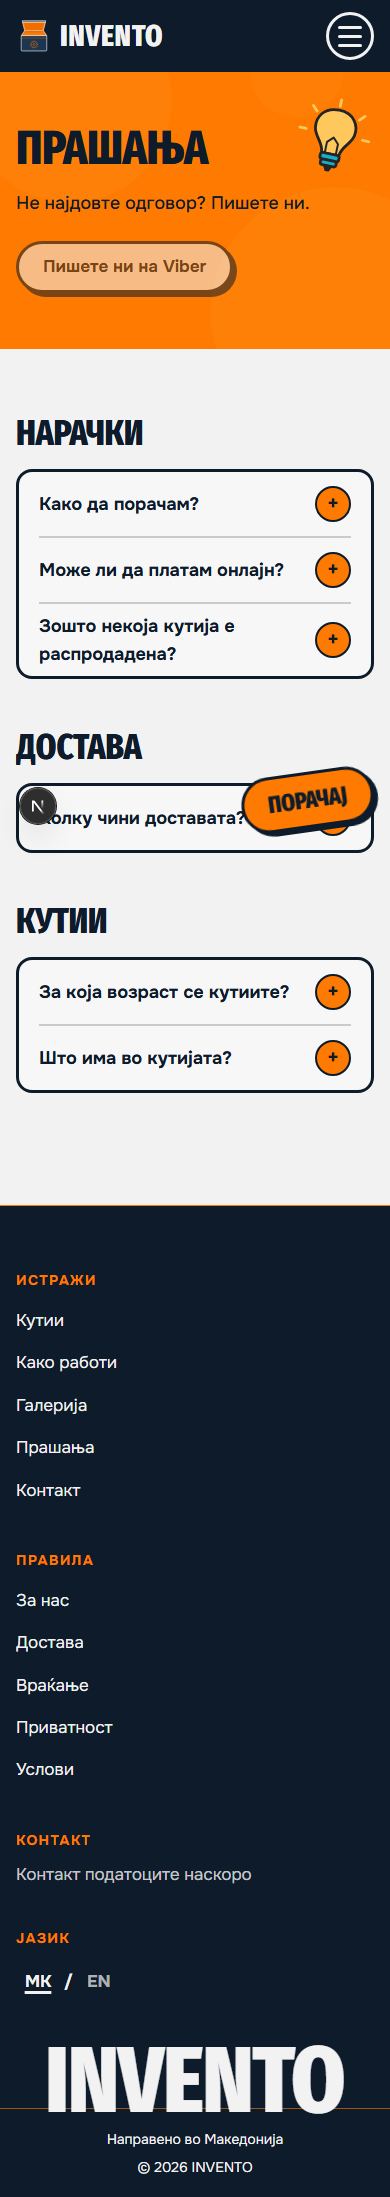 INVENTO
ПРАШАЊА
Не најдовте одговор? Пишете ни.
Пишете ни на Viber
НАРАЧКИ
Како да порачам?
+
Може ли да платам онлајн?
+
Зошто некоја кутија е
распродадена?
+
ДОСТАВА
N
олку чини доставата?
ПОРАЧАЈ
КУТИИ
За која возраст се кутиите?
+
Што има во кутијата?
+
ИСТРАЖИ
Кутии
Како работи
Галерија
Прашања
Контакт
ПРАВИЛА
За нас
Достава
Враќање
Приватност
Услови
КОНТАКТ
Контакт податоците наскоро
ЈАЗИК
МК / EN
INVENTO
Направено во Македонија
© 2026 INVENTO